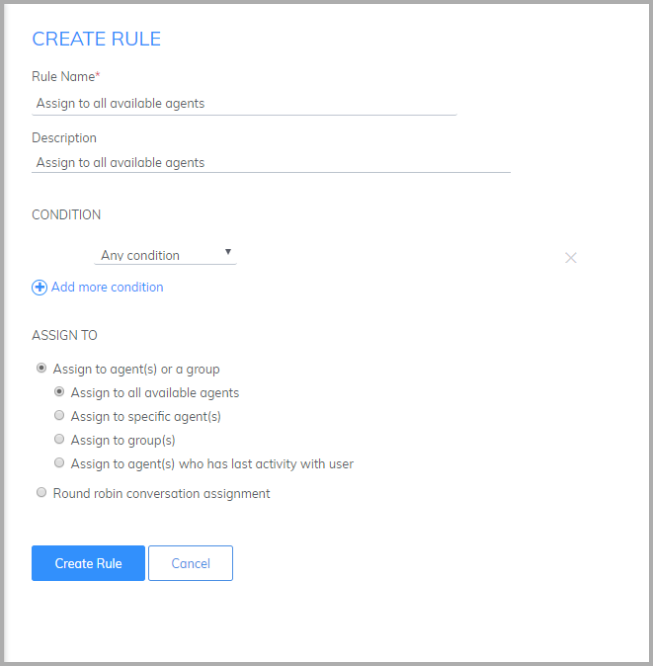 CREATE RULE
Rule Name*
Assign to all available agents
Description
Assign to all available agents
CONDITION
Any condition
Add more condition
ASSIGN TO
Assign to agent(s) or a group
Assign to all available agents
Assign to specific agent(s)
Assign to group(s)
Assign to agent(s) who has last activity with user
Round robin conversation assignment
Create Rule Cancel